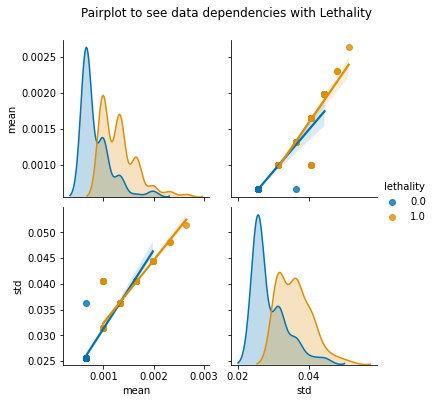 Pairplot to see data dependencies with Lethality
0.0025
0.0020
0.0015
0.0010
mean
lethality
0.0
1.0
0.050
0.045
0.040
0.035
0.030
0.025
std
0.001 0.002 0.003
mean
0.02 0.04
std